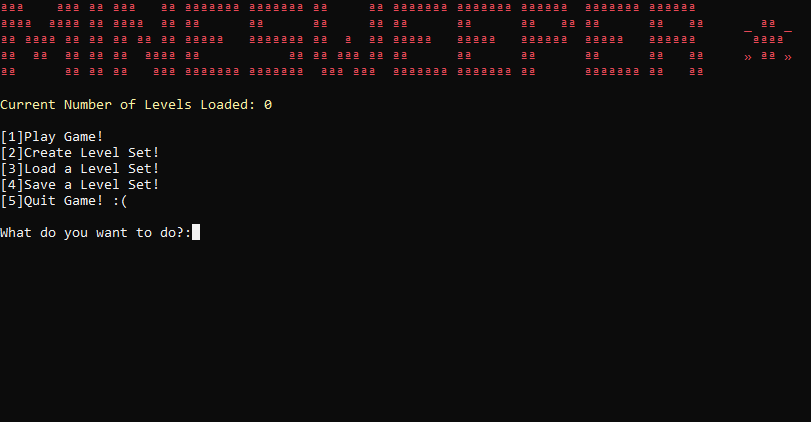 MINESWEEPER
Current Number of Levels Loaded: 0
[1]Play Game!
[2]Create Level Set!
[3]Load a Level Set!
[4]Save a Level Set!
[5]Quit Game! :(
What do you want to do?: